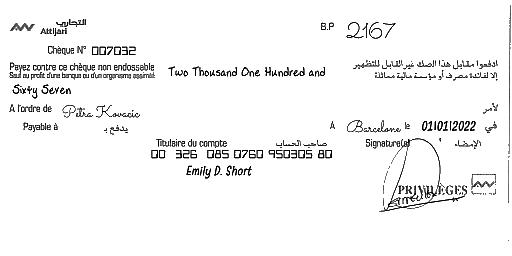 التجاري
Attijari
B.P 2167
Chèque N° 007032
Payez contre ce chèque non endossable
Sauf au profit d'une banque ou d'un organisme assimilé
Two Thousand One Hundred and
ادفعوا مقابل هذا الصك غير القابل للتظهير
إلا لفائدة مصرف أو مؤسسة مالية مماثلة
Sixty Seven
A l'ordre de Petra Kovacic لأمر
Payable à يدفع بـ
A Barcelone le 01/01/2022 في
Titulaire du compte صاحب الحساب
Signature(s) الإمضاء
00 326 085 0760 950305 80
Emily D. Short
PRIVILÈGES